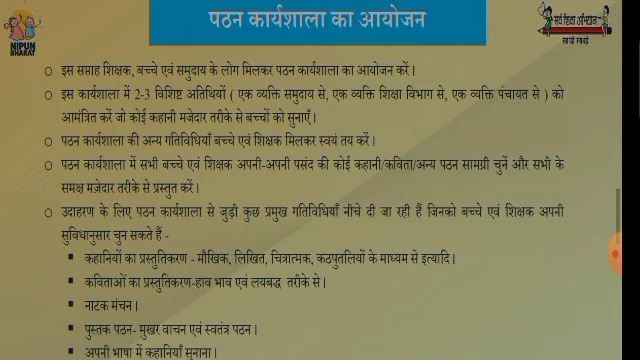 पठन कार्यशाला का आयोजन
NIPUN
BHARAT
सर्व शिक्षा अभियान
सब पढ़ें सब बढ़ें
o इस सप्ताह शिक्षक, बच्चे एवं समुदाय के लोग मिलकर पठन कार्यशाला का आयोजन करें।
o इस कार्यशाला में 2-3 विशिष्ट अतिथियों ( एक व्यक्ति समुदाय से, एक व्यक्ति शिक्षा विभाग से, एक व्यक्ति पंचायत से ) को
आमंत्रित करें जो कोई कहानी मजेदार तरीके से बच्चों को सुनाएँ।
o पठन कार्यशाला की अन्य गतिविधियाँ बच्चे एवं शिक्षक मिलकर स्वयं तय करें।
o पठन कार्यशाला में सभी बच्चे एवं शिक्षक अपनी-अपनी पसंद की कोई कहानी/कविता/अन्य पठन सामग्री चुनें और सभी के
समक्ष मज़ेदार तरीके से प्रस्तुत करें।
o उदाहरण के लिए पठन कार्यशाला से जुड़ी कुछ प्रमुख गतिविधियाँ नीचे दी जा रही हैं जिनको बच्चे एवं शिक्षक अपनी
सुविधानुसार चुन सकते हैं -
▪ कहानियों का प्रस्तुतिकरण - मौखिक, लिखित, चित्रात्मक, कठपुतलियों के माध्यम से इत्यादि।
▪ कविताओं का प्रस्तुतिकरण-हाव भाव एवं लयबद्ध तरीके से।
▪ नाटक मंचन।
▪ पुस्तक पठन- मुखर वाचन एवं स्वतंत्र पठन।
▪ अपनी भाषा में कहानियाँ सुनाना।